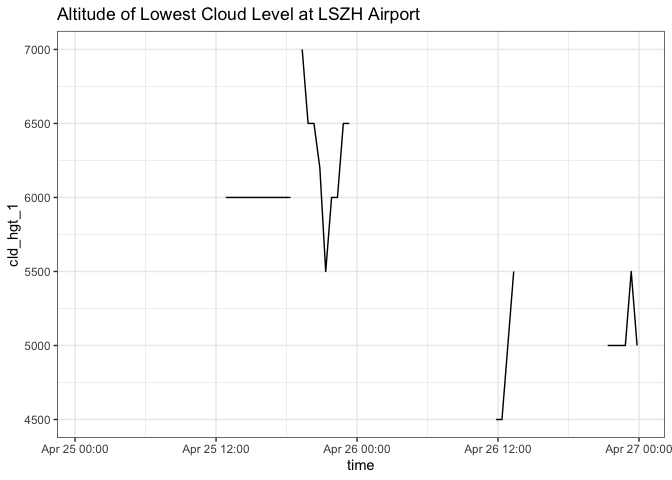 Altitude of Lowest Cloud Level at LSZH Airport
7000
6500
6000
5500
5000
4500
cld_hgt_1
Apr 25 00:00
Apr 25 12:00
Apr 26 00:00
Apr 26 12:00
Apr 27 00:00
time